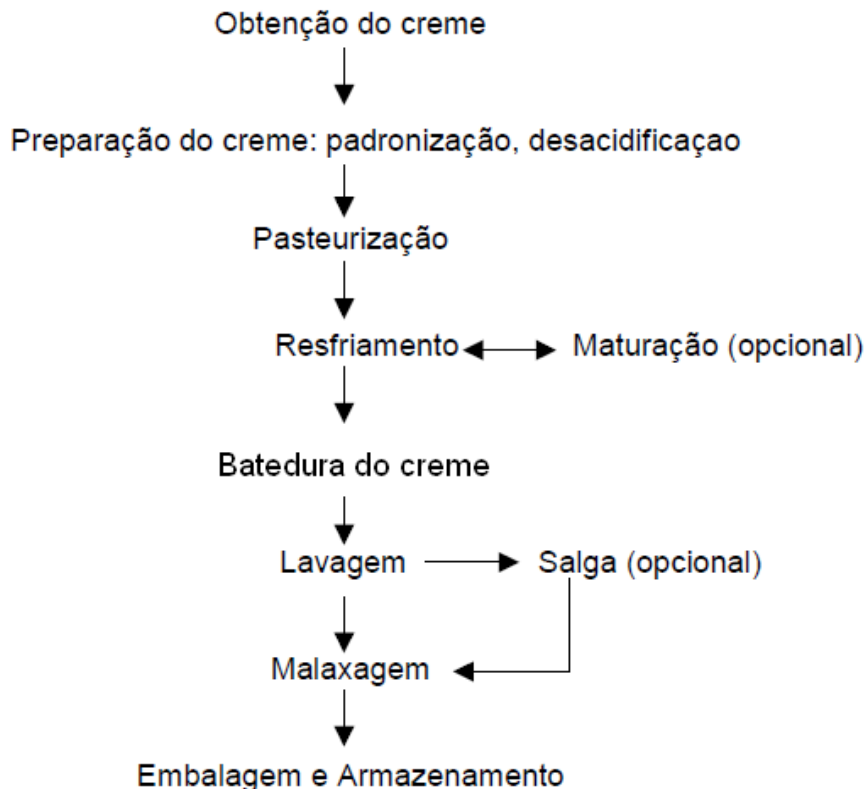 Obtenção do creme
Preparação do creme: padronização, desacidificaçao
Pasteurização
Resfriamento Maturação (opcional)
Batedura do creme
Lavagem Salga (opcional)
Malaxagem
Embalagem e Armazenamento